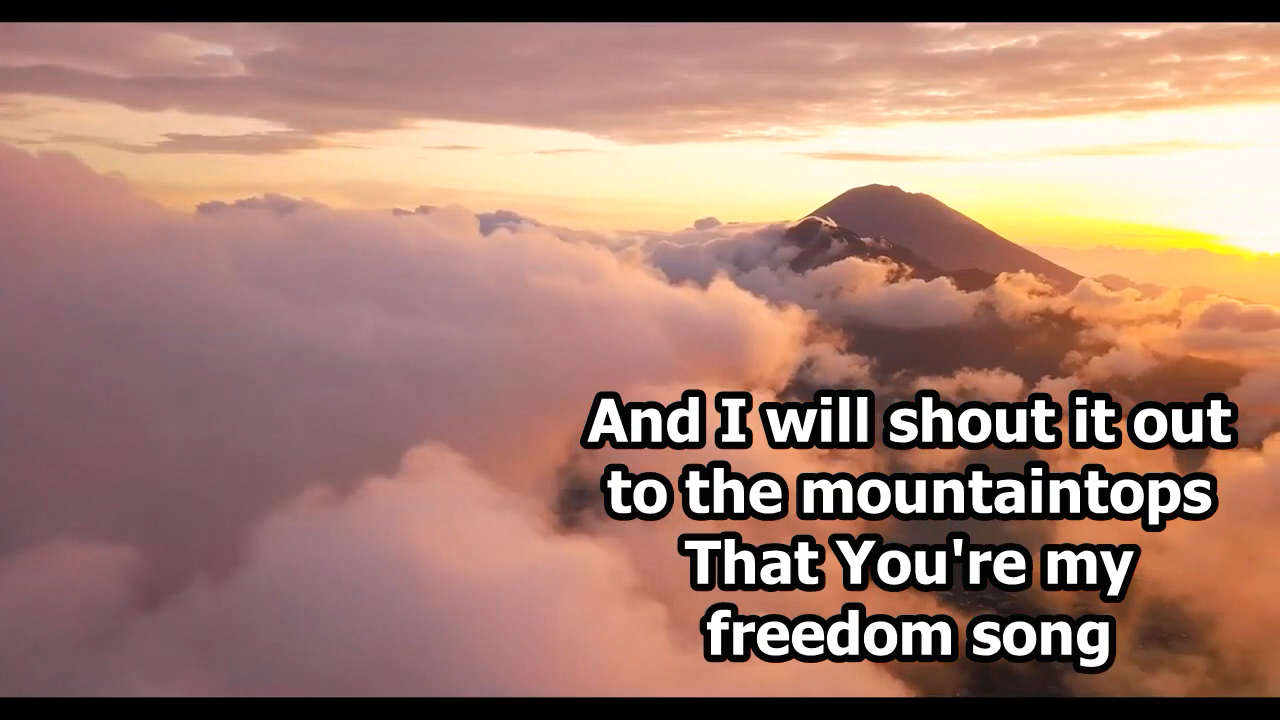 And I will shout it out
to the mountaintops
That You're my
freedom song